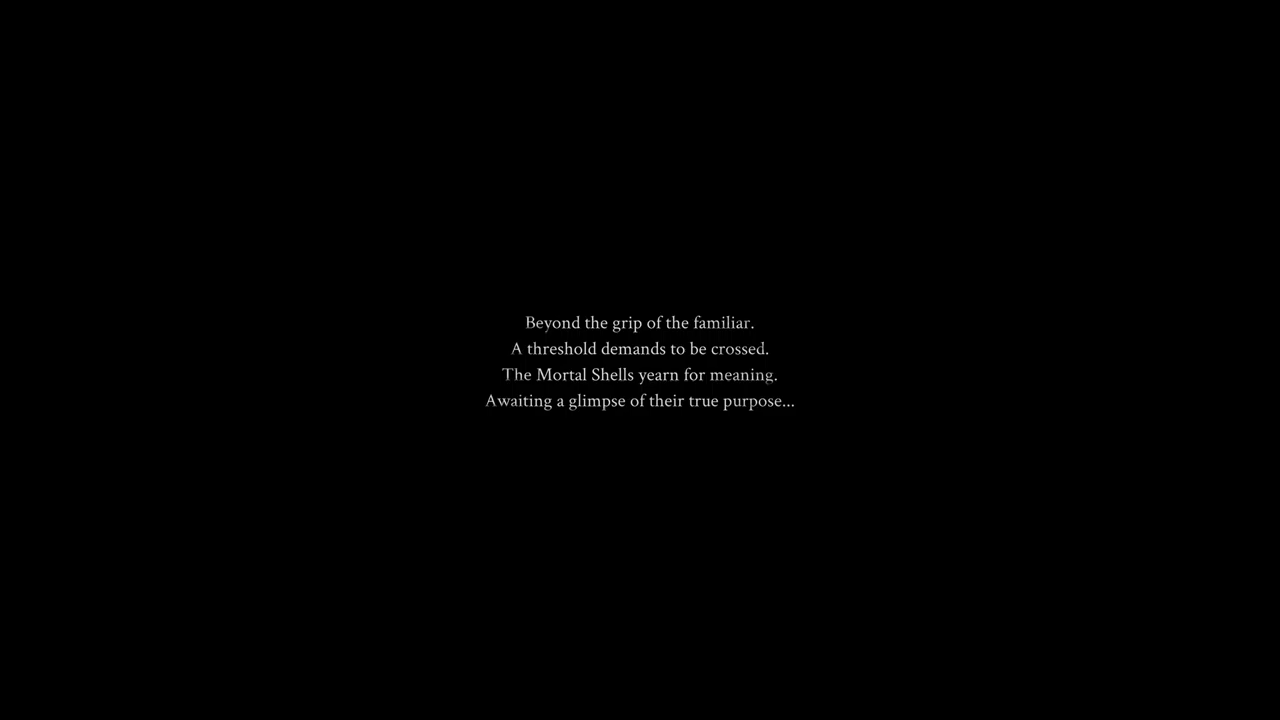 Beyond the grip of the familiar.
A threshold demands to be crossed.
The Mortal Shells yearn for meaning.
Awaiting a glimpse of their true purpose...